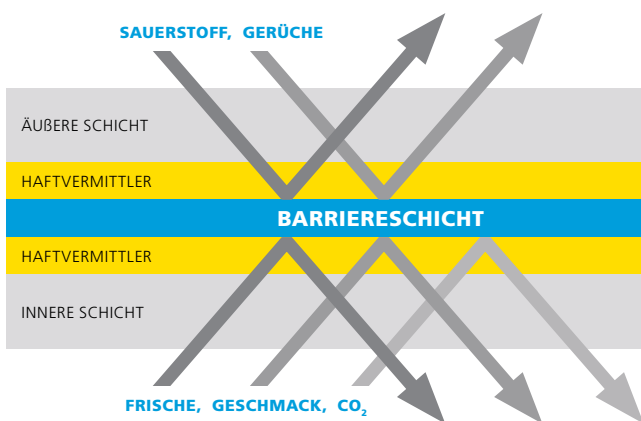 SAUERSTOFF, GERÜCHE
ÄUßERE SCHICHT
HAFTVERMITTLER
BARRIERESCHICHT
HAFTVERMITTLER
INNERE SCHICHT
FRISCHE, GESCHMACK, CO₂